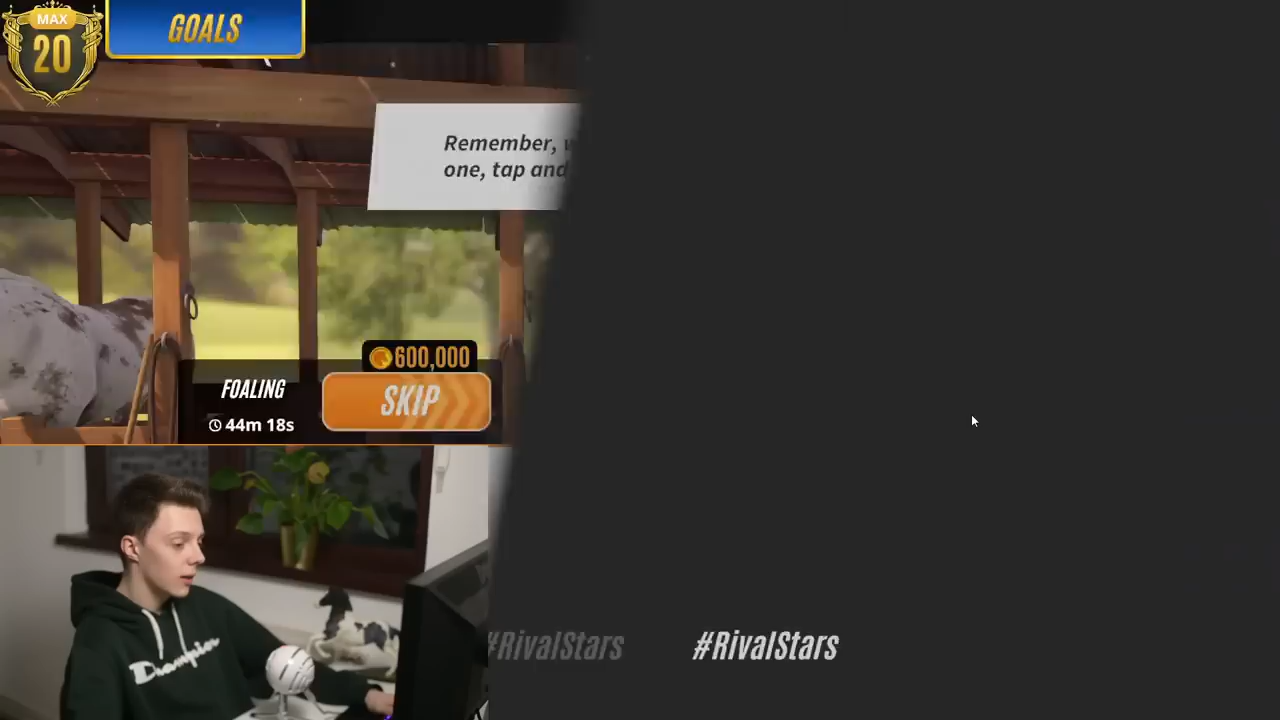 MAX
20
GOALS
Remember,
one, tap and
600,000
FOALING
SKIP
44m 18s
Champion
#RivalStars
#RivalStars